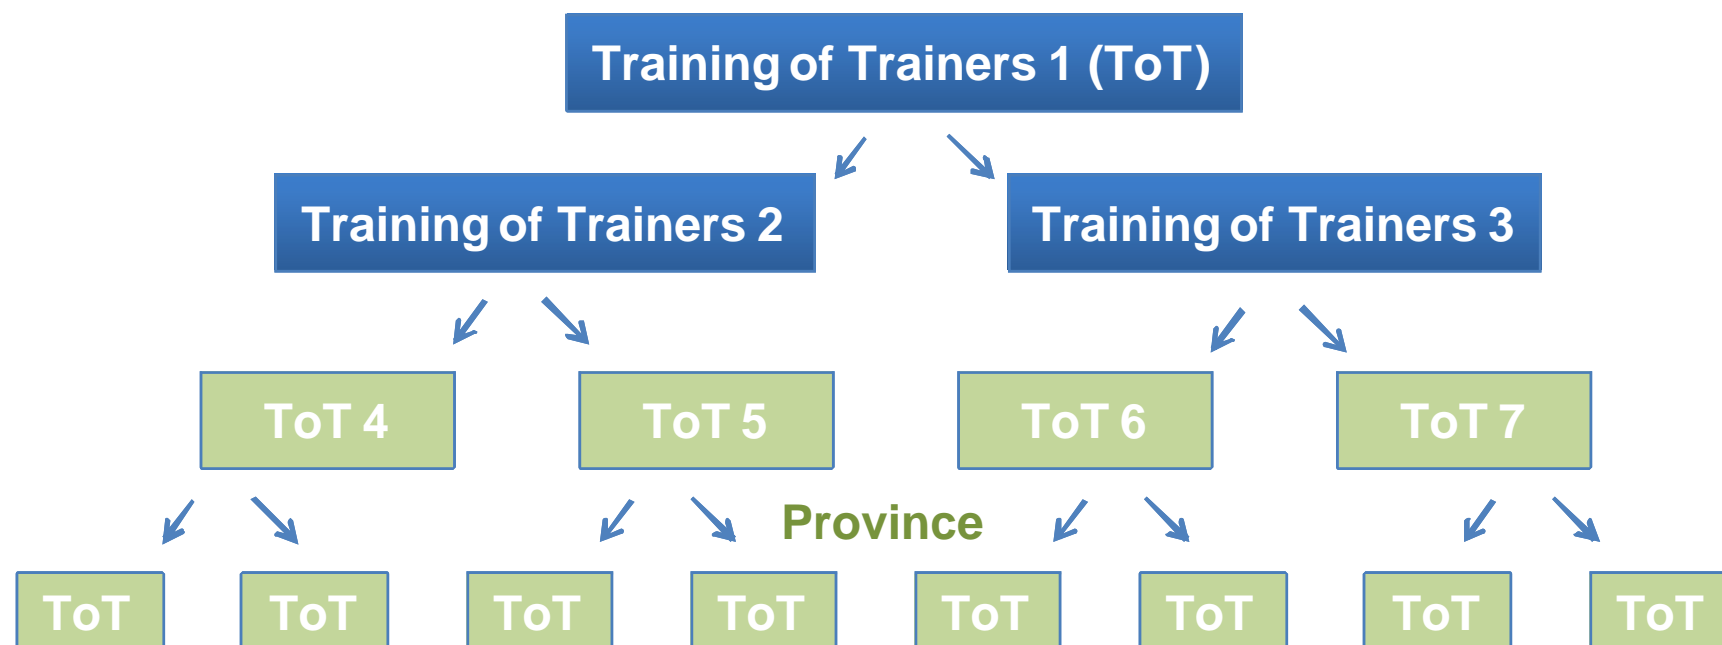 Training of Trainers 1 (ToT)
Training of Trainers 2
Training of Trainers 3
ToT 4
ToT 5
ToT 6
ToT 7
Province
ToT
ToT
ToT
ToT
ToT
ToT
ToT
ToT